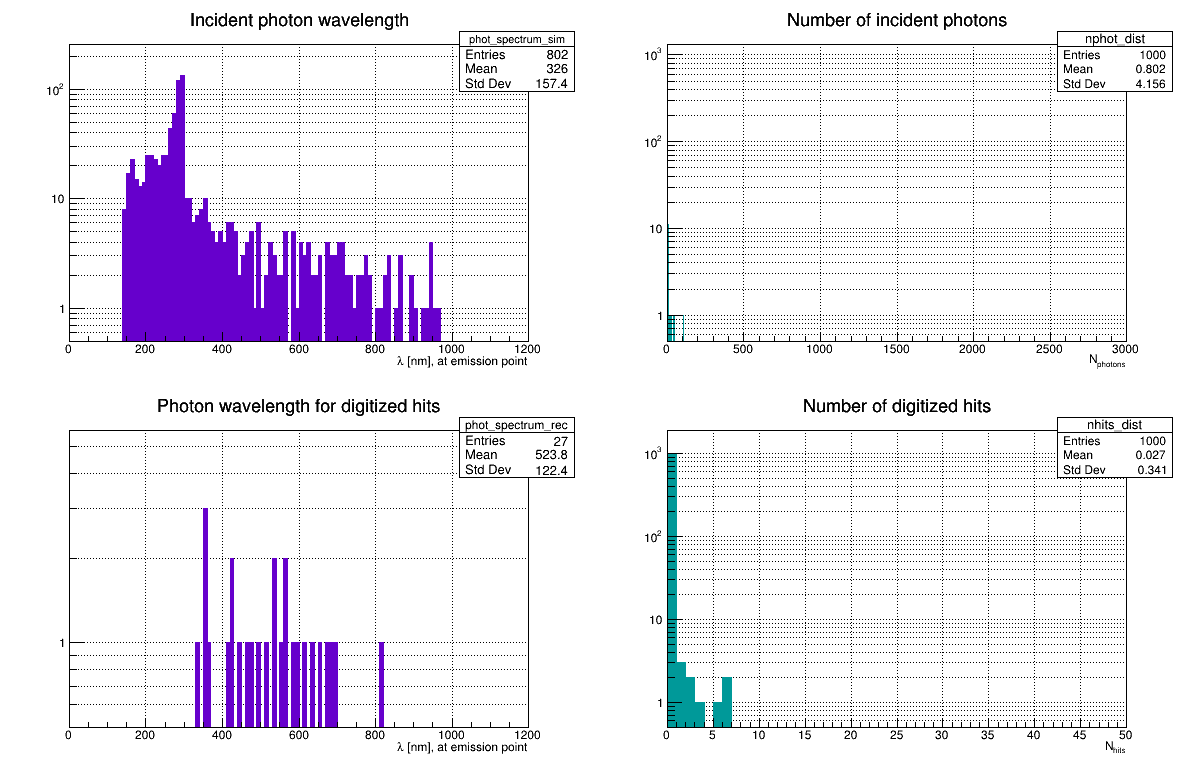 Incident photon wavelength
phot_spectrum_sim
Entries 802
Mean 326
Std Dev 157.4
10²
10
1
0 200 400 600 800 1000 1200
λ [nm], at emission point
Number of incident photons
nphot_dist
Entries 1000
Mean 0.802
Std Dev 4.156
10³
10²
10
1
0 500 1000 1500 2000 2500 3000
Nphotons
Photon wavelength for digitized hits
phot_spectrum_rec
Entries 27
Mean 523.8
Std Dev 122.4
1
0 200 400 600 800 1000 1200
λ [nm], at emission point
Number of digitized hits
nhits_dist
Entries 1000
Mean 0.027
Std Dev 0.341
10³
10²
10
1
0 5 10 15 20 25 30 35 40 45 50
Nhits